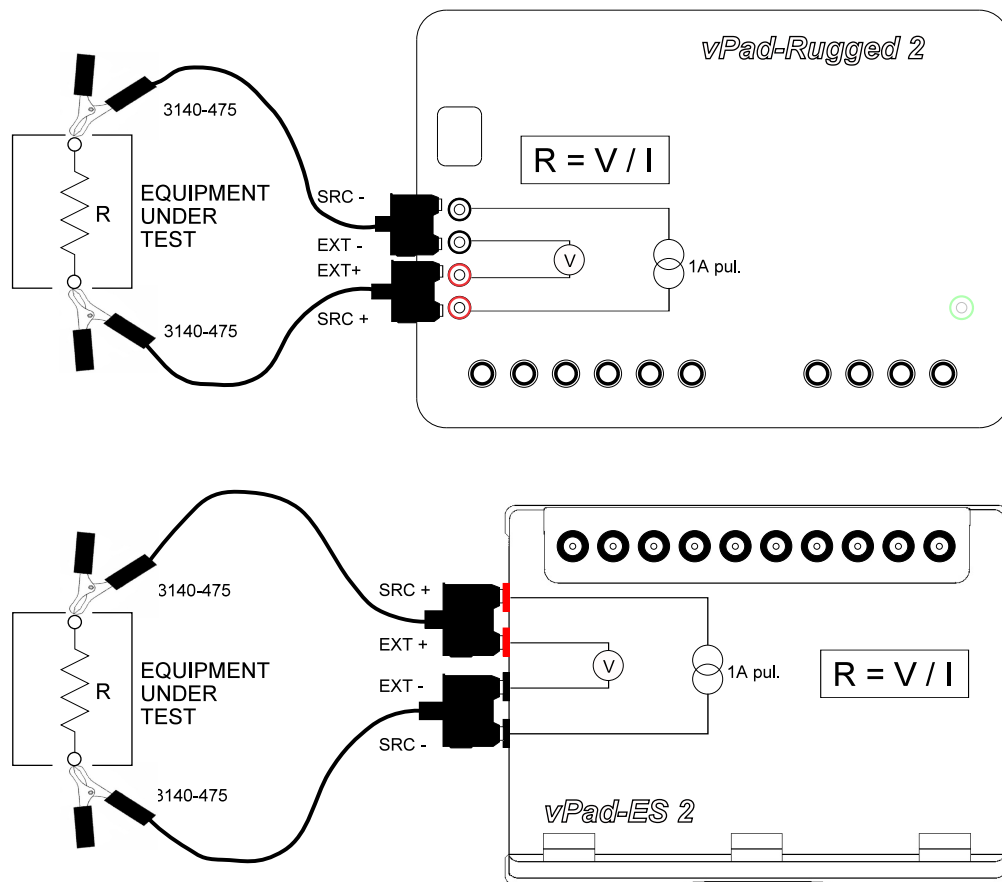 vPad-Rugged 2
3140-475
R = V / I
SRC -
EQUIPMENT
UNDER
TEST
R
EXT -
EXT+
V
1A pul.
SRC +
3140-475
3140-475
SRC +
EXT +
EQUIPMENT
UNDER
TEST
R
V
1A pul.
R = V / I
EXT -
SRC -
3140-475
vPad-ES 2